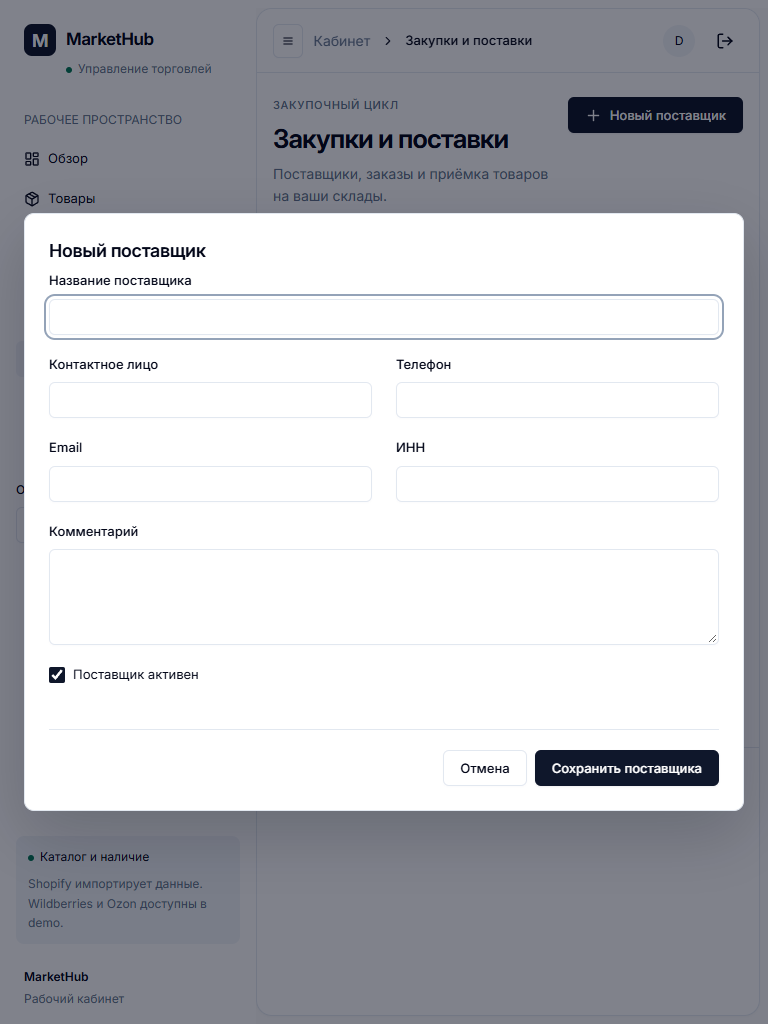 M MarketHub
Управление торговлей
РАБОЧЕЕ ПРОСТРАНСТВО
Обзор
Товары
Кабинет > Закупки и поставки
D
ЗАКУПОЧНЫЙ ЦИКЛ
Закупки и поставки
Поставщики, заказы и приёмка товаров
на ваши склады.
+ Новый поставщик
Новый поставщик
Название поставщика
Контактное лицо
Телефон
Email
ИНН
Комментарий
Поставщик активен
Отмена
Сохранить поставщика
Каталог и наличие
Shopify импортирует данные.
Wildberries и Ozon доступны в
demo.
MarketHub
Рабочий кабинет